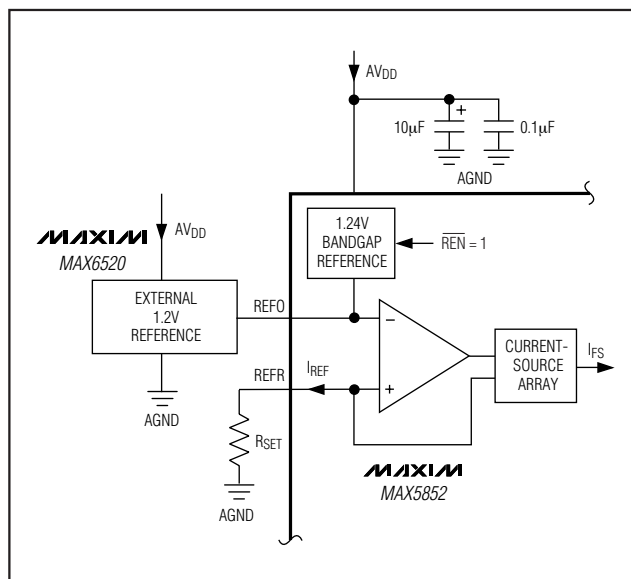 AVDD
10µF
+
0.1µF
AGND
MAXIM
MAX6520
AVDD
1.24V
BANDGAP
REFERENCE
REN = 1
EXTERNAL
1.2V
REFERENCE
REFO
−
CURRENT-
SOURCE
ARRAY
IFS
REFR
IREF
+
AGND
RSET
MAXIM
MAX5852
AGND